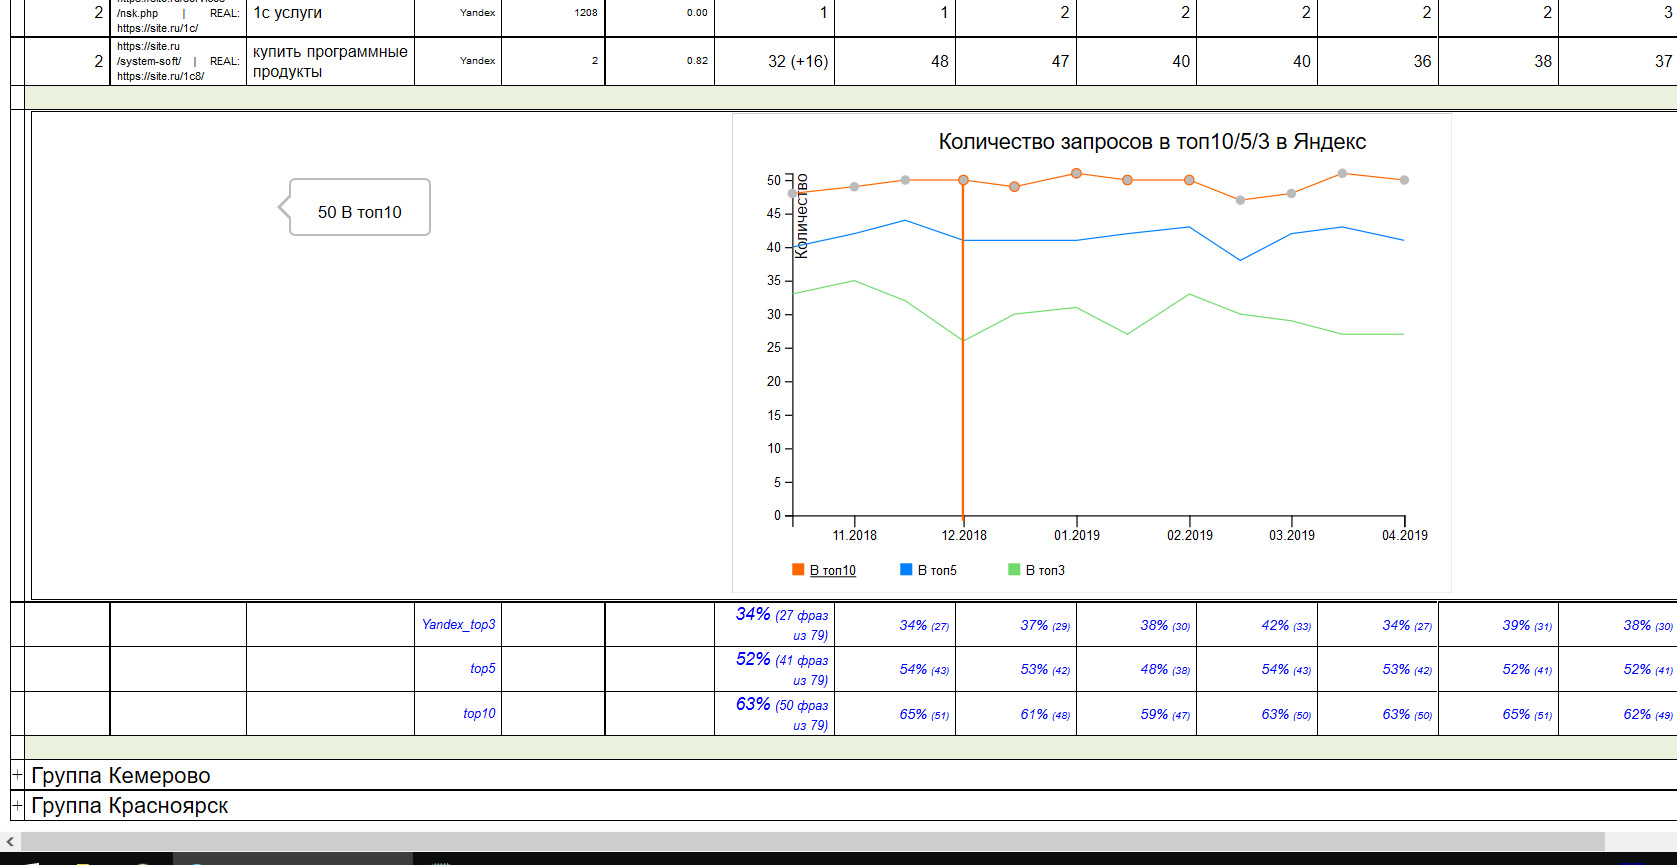 https://site.ru/services
2 /nsk.php | REAL: 1с услуги Yandex 1208 0.00 1 1 2 2 2 2 2 3
https://site.ru/1c/
https://site.ru купить программные
2 /system-soft/ | REAL: Yandex 2 0.82 32 (+16) 48 47 40 40 36 38 37
https://site.ru/1c8/ продукты
Количество запросов в топ10/5/3 в Яндекс
50 В топ10
Количество
50
45
40
35
30
25
20
15
10
5
0
11.2018 12.2018 01.2019 02.2019 03.2019 04.2019
В топ10 В топ5 В топ3
Yandex_top3 34% (27 фраз из 79) 34% (27) 37% (29) 38% (30) 42% (33) 34% (27) 39% (31) 38% (30)
top5 52% (41 фраз из 79) 54% (43) 53% (42) 48% (38) 54% (43) 53% (42) 52% (41) 52% (41)
top10 63% (50 фраз из 79) 65% (51) 61% (48) 59% (47) 63% (50) 63% (50) 65% (51) 62% (49)
+ Группа Кемерово
+ Группа Красноярск